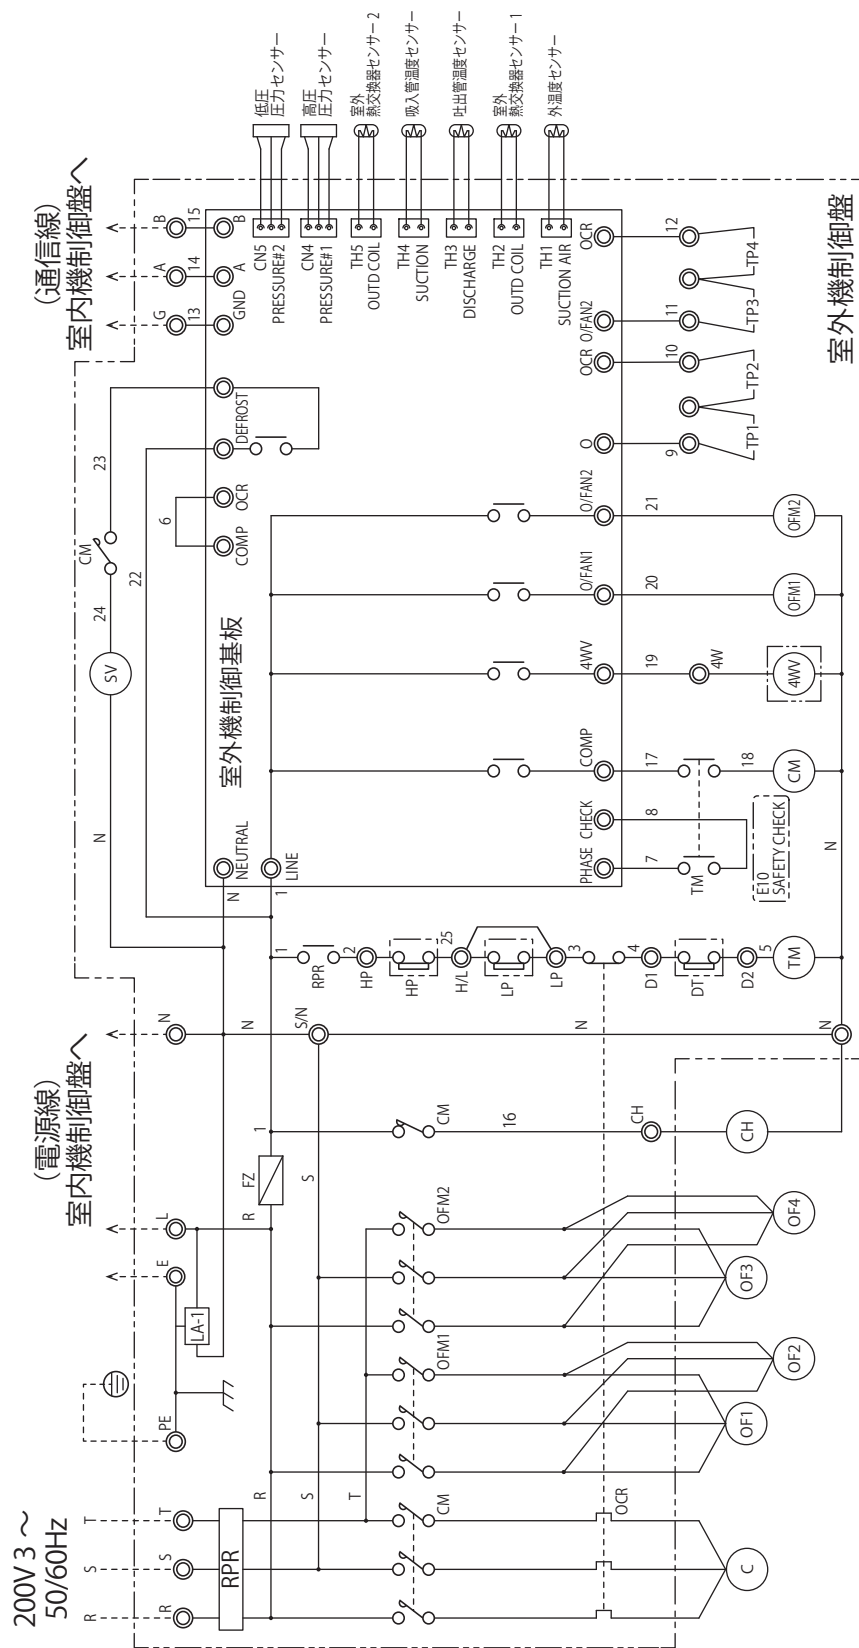 200V 3 ～
50/60Hz
R
S
T
R
S
T
RPR
R
S
T
PE
E
L
LA-1
(電源線)
室内機制御盤へ
N
R
FZ
1
S
N
S/N
N
N
CM
OFM1
OFM2
CM
16
CH
CH
OCR
C
OF1
OF2
OF3
OF4
N
1
RPR
2
HP
HP
25
H/L
LP
LP
3
4
D1
DT
D2
5
TM
N
SV
24
CM
23
22
N
1
NEUTRAL
LINE
室外機制御基板
6
COMP
OCR
DEFROST
(通信線)
室内機制御盤へ
G
A
B
13
14
15
GND
A
B
CN5
PRESSURE#2
低圧
圧力センサー
CN4
PRESSURE#1
高圧
圧力センサー
TH5
OUTD COIL
室外
熱交換器センサー 2
TH4
SUCTION
吸入管温度センサー
TH3
DISCHARGE
吐出管温度センサー
TH2
OUTD COIL
室外
熱交換器センサー 1
TH1
SUCTION AIR
外温度センサー
PHASE
CHECK
COMP
4WV
O/FAN1
O/FAN2
O
OCR
O/FAN2
OCR
7
8
17
19
20
21
9
10
11
12
TM
E10
SAFETY CHECK
18
CM
4W
4WV
OFM1
OFM2
N
TP1
TP2
TP3
TP4
室外機制御盤